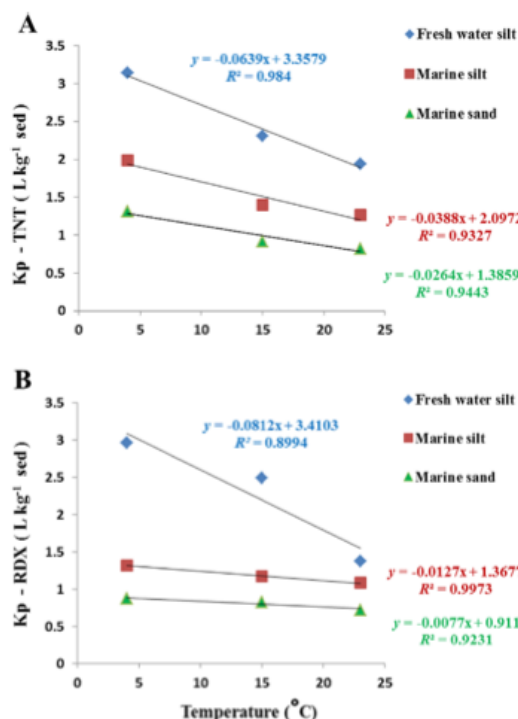 A
3.5
3
2.5
2
1.5
1
0.5
0
Kp - TNT ( L kg-1 sed )
0 5 10 15 20 25
y = -0.0639x + 3.3579
R² = 0.984
Fresh water silt
Marine silt
Marine sand
y = -0.0388x + 2.0972
R² = 0.9327
y = -0.0264x + 1.3859
R² = 0.9443
B
3.5
3
2.5
2
1.5
1
0.5
0
Kp - RDX ( L kg-1 sed )
0 5 10 15 20 25
y = -0.0812x + 3.4103
R² = 0.8994
Fresh water silt
Marine silt
Marine sand
y = -0.0127x + 1.3677
R² = 0.9973
y = -0.0077x + 0.911
R² = 0.9231
Temperature (°C)